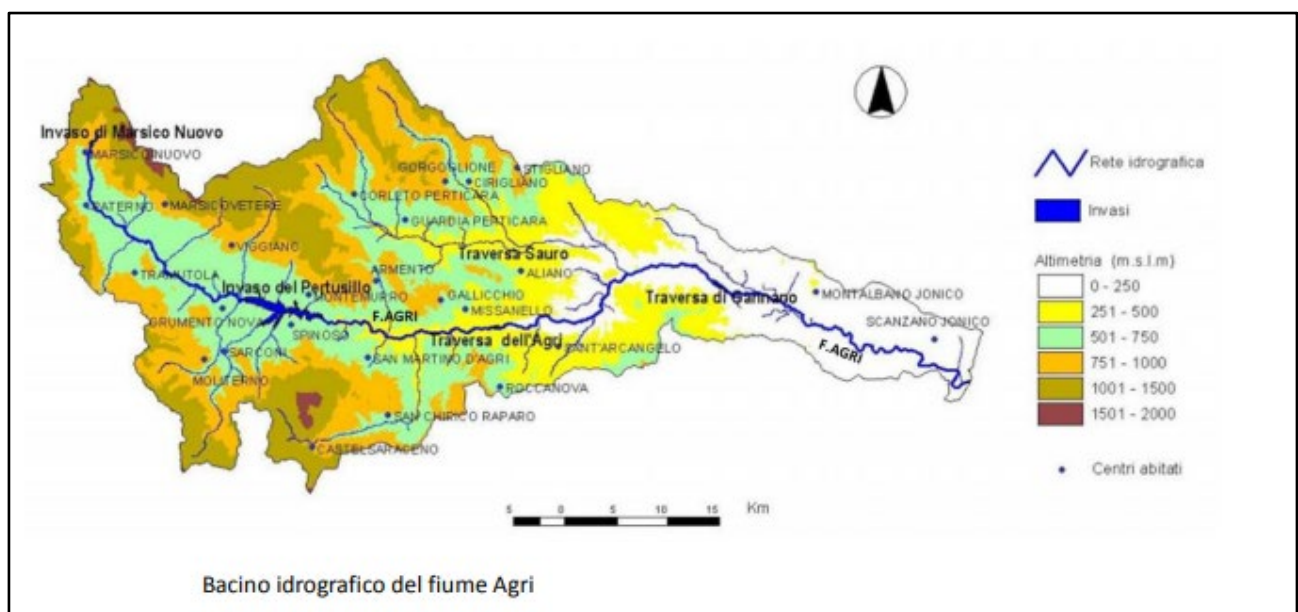 Invaso di Marsico Nuovo
MARSICO NUOVO
GORGOGLIONE
STIGLIANO
CIRIGLIANO
CORLETO PERTICARA
PATERNO
MARSICOVETERE
GUARDIA PERTICARA
VIGGIANO
Traversa Sauro
ARMENTO
ALIANO
TRAMUTOLA
Invaso del Pertusillo
MONTEMURRO
GALLICCHIO
Traversa di Gannano
MONTALBANO JONICO
GRUMENTO NOVA
F.AGRI
MISSANELLO
SPINOSO
SCANZANO JONICO
Traversa dell'Agri
SANT'ARCANGELO
F.AGRI
SARCONI
SAN MARTINO D'AGRI
MOLITERNO
ROCCANOVA
SAN CHIRICO RAPARO
CASTELSARACENO
Rete idrografica
Invasi
Altimetria (m.s.l.m)
0 - 250
251 - 500
501 - 750
751 - 1000
1001 - 1500
1501 - 2000
Centri abitati
5 0 5 10 15 Km
Bacino idrografico del fiume Agri